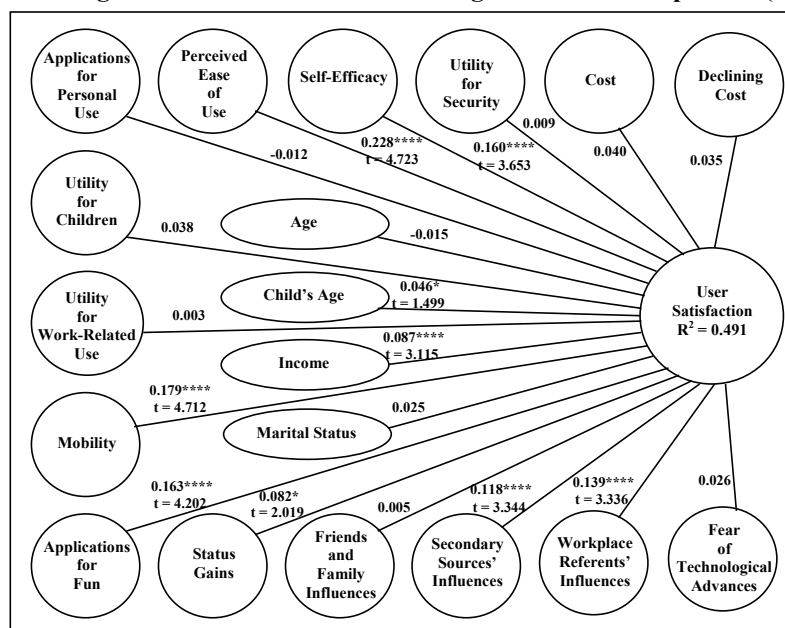 Applications
for
Personal
Use
Perceived
Ease
of
Use
Self-Efficacy
Utility
for
Security
Cost
Declining
Cost
-0.012
0.228****
t = 4.723
0.160****
t = 3.653
0.009
0.040
0.035
Utility
for
Children
0.038
Age
-0.015
Child's Age
0.046*
t = 1.499
User
Satisfaction
R² = 0.491
Utility
for
Work-Related
Use
0.003
Income
0.087****
t = 3.115
Mobility
0.179****
t = 4.712
Marital Status
0.025
Applications
for
Fun
0.163****
t = 4.202
Status
Gains
0.082*
t = 2.019
Friends
and
Family
Influences
0.005
Secondary
Sources'
Influences
0.118****
t = 3.344
Workplace
Referents'
Influences
0.139****
t = 3.336
Fear
of
Technological
Advances
0.026